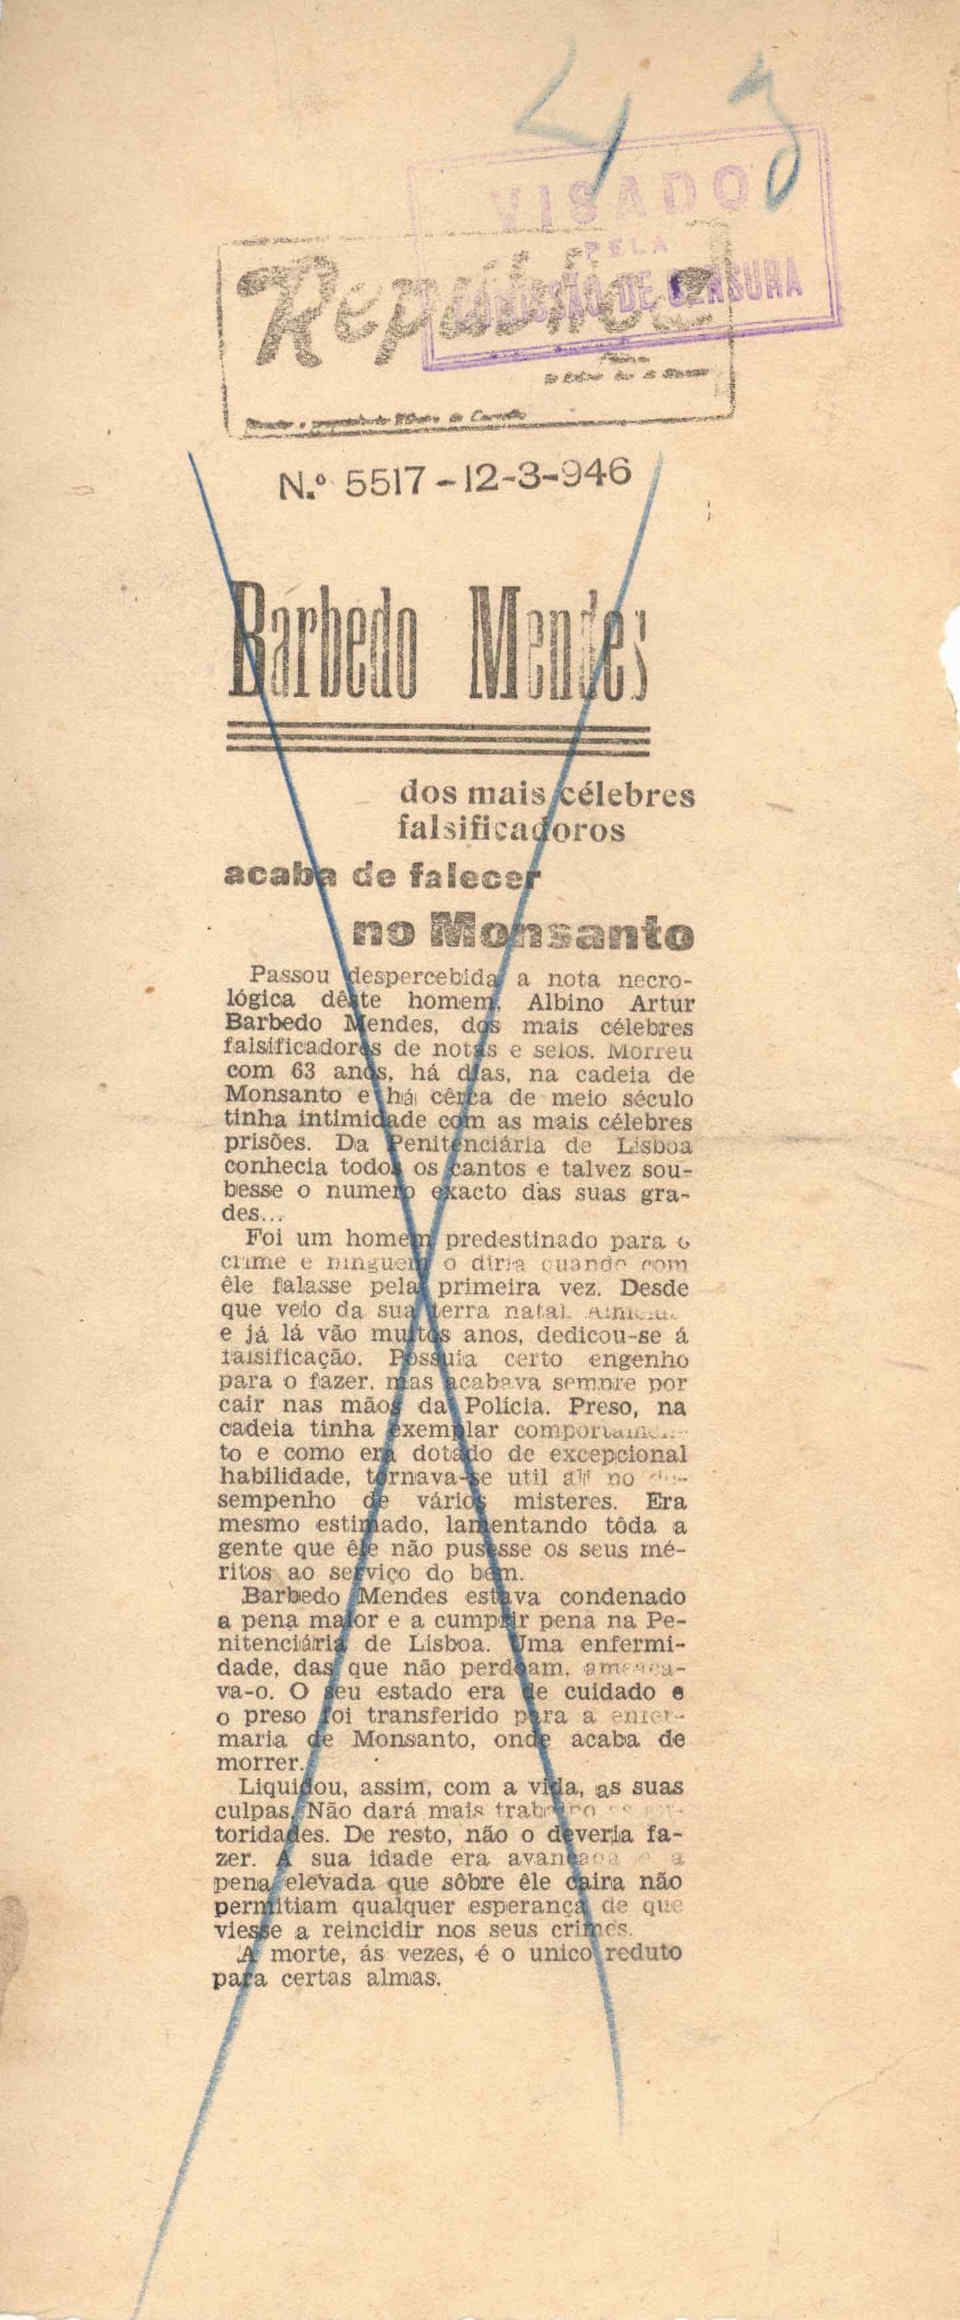 VISADO
PELA
COMISSÃO DE CENSURA
República
N.º 5517-12-3-946
Barbedo Mendes
dos mais célebres
falsificadoros
acaba de falecer
no Monsanto
Passou despercebida a nota necro-
lógica dêste homem, Albino Artur
Barbedo Mendes, dos mais célebres
falsificadores de notas e selos. Morreu
com 63 anos, há dias, na cadeia de
Monsanto e há cêrca de meio século
tinha intimidade com as mais célebres
prisões. Da Penitenciária de Lisboa
conhecia todos os cantos e talvez sou-
besse o numero exacto das suas gra-
des...
Foi um homem predestinado para o
crime e ninguem o diria quando com
êle falasse pela primeira vez. Desde
que veio da sua terra natal,
e já lá vão muitos anos, dedicou-se á
falsificação. Possuia certo engenho
para o fazer, mas acabava sempre por
cair nas mãos da Polícia. Preso, na
cadeia tinha exemplar comportamen-
to e como era dotado de excepcional
habilidade, tornava-se util ali no de-
sempenho de vários misteres. Era
mesmo estimado, lamentando tôda a
gente que êle não pusesse os seus mé-
ritos ao serviço do bem.
Barbedo Mendes estava condenado
a pena maior e a cumprir pena na Pe-
nitenciária de Lisboa. Uma enfermi-
dade, das que não perdoam, ameaça-
va-o. O seu estado era de cuidado e
o preso foi transferido para a enfer-
maria de Monsanto, onde acaba de
morrer.
Liquidou, assim, com a vida, as suas
culpas. Não dará mais trabalho ás au-
toridades. De resto, não o deveria fa-
zer. A sua idade era avançada e a
pena elevada que sôbre êle caira não
permitiam qualquer esperança de que
viesse a reincidir nos seus crimes.
A morte, ás vezes, é o unico reduto
para certas almas.